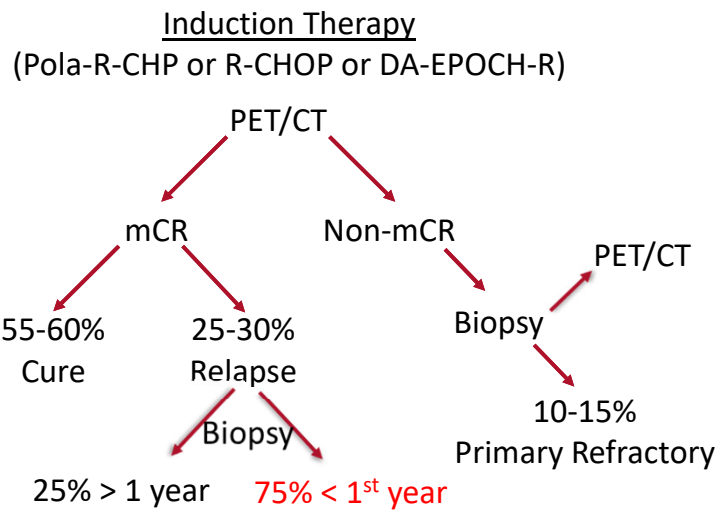 Induction Therapy
(Pola-R-CHP or R-CHOP or DA-EPOCH-R)
PET/CT
mCR
Non-mCR
PET/CT
55-60%
Cure
25-30%
Relapse
Biopsy
Biopsy
10-15%
Primary Refractory
25% > 1 year
75% < 1st year